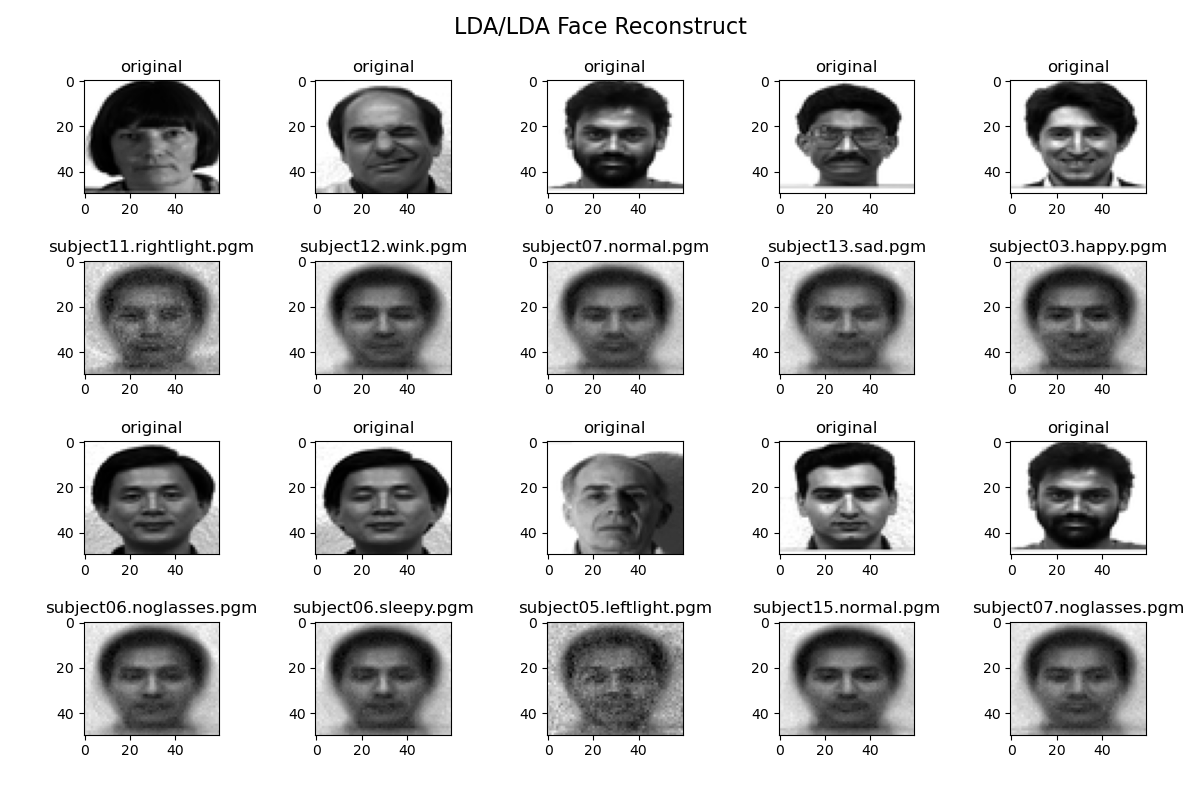 LDA/LDA Face Reconstruct
original original original original original
0 0 0 0 0
20 20 20 20 20
40 40 40 40 40
0 20 40 0 20 40 0 20 40 0 20 40 0 20 40
subject11.rightlight.pgm subject12.wink.pgm subject07.normal.pgm subject13.sad.pgm subject03.happy.pgm
0 0 0 0 0
20 20 20 20 20
40 40 40 40 40
0 20 40 0 20 40 0 20 40 0 20 40 0 20 40
original original original original original
0 0 0 0 0
20 20 20 20 20
40 40 40 40 40
0 20 40 0 20 40 0 20 40 0 20 40 0 20 40
subject06.noglasses.pgm subject06.sleepy.pgm subject05.leftlight.pgm subject15.normal.pgm subject07.noglasses.pgm
0 0 0 0 0
20 20 20 20 20
40 40 40 40 40
0 20 40 0 20 40 0 20 40 0 20 40 0 20 40